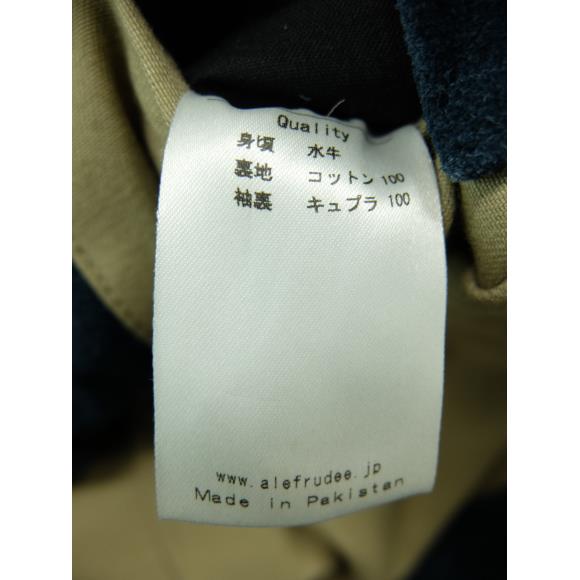 Quality
身頃 水牛
裏地 コットン 100
袖裏 キュプラ 100
www.alefrudee.jp
Made in Pakistan